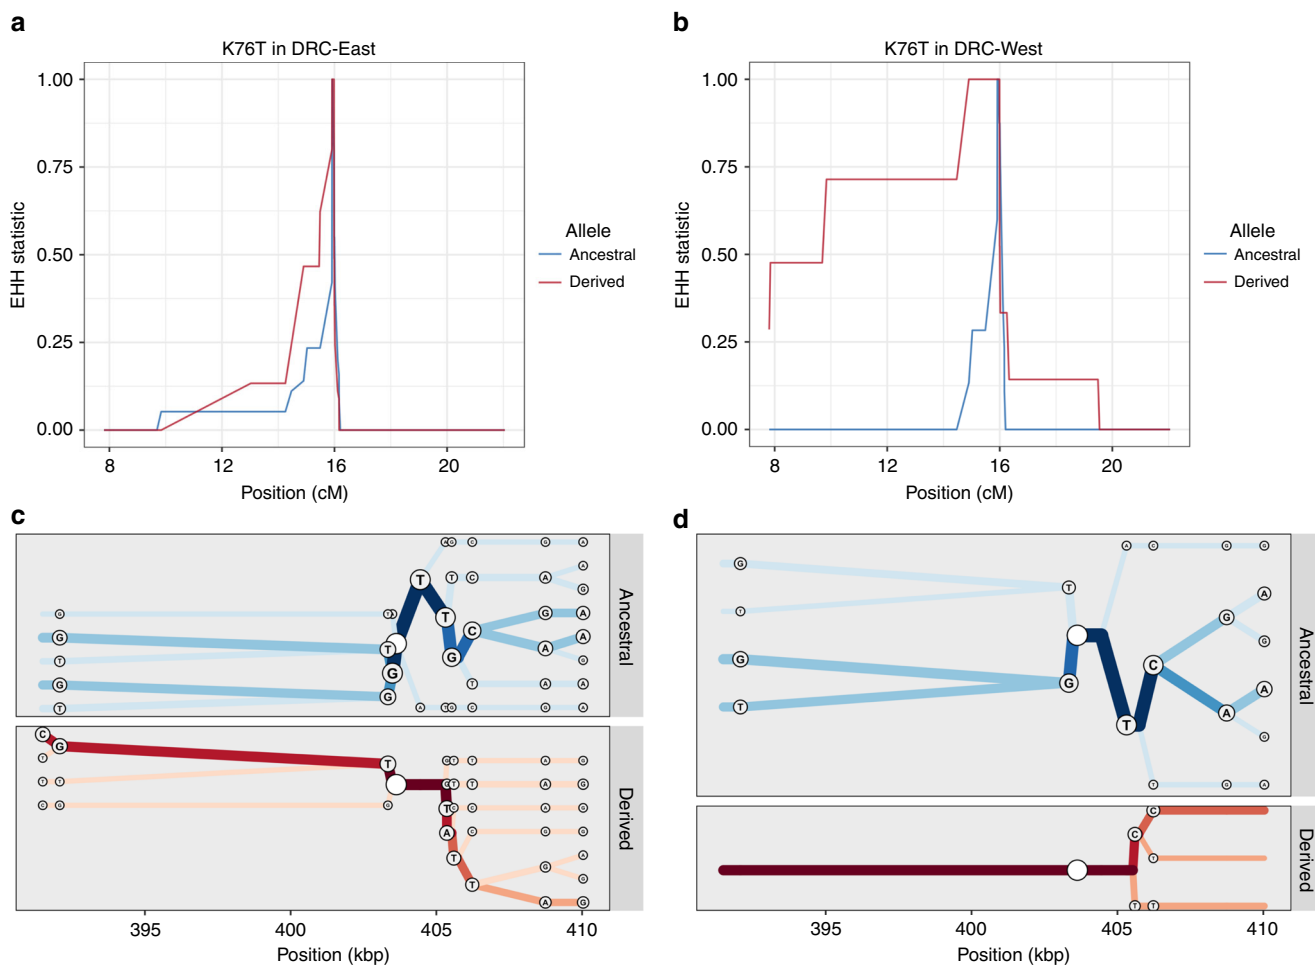 a
K76T in DRC-East
1.00
0.75
0.50
0.25
0.00
EHH statistic
8
12
16
20
Position (cM)
Allele
Ancestral
Derived
b
K76T in DRC-West
1.00
0.75
0.50
0.25
0.00
EHH statistic
8
12
16
20
Position (cM)
Allele
Ancestral
Derived
c
A G C G A
A
T C A G
G T T G A
T
G T T C A A
T G G G
G G T A A
T A T G C G A
Ancestral
C G T G T T A G
T
T T G T T A G
C G G T C C A G
A C G G
T G A
G
T A G
Derived
395
400
405
410
Position (kbp)
d
A C G G
G T A
T G G
G C
T G A A
T G
T G A
Ancestral
C
C
T
T T
Derived
395
400
405
410
Position (kbp)